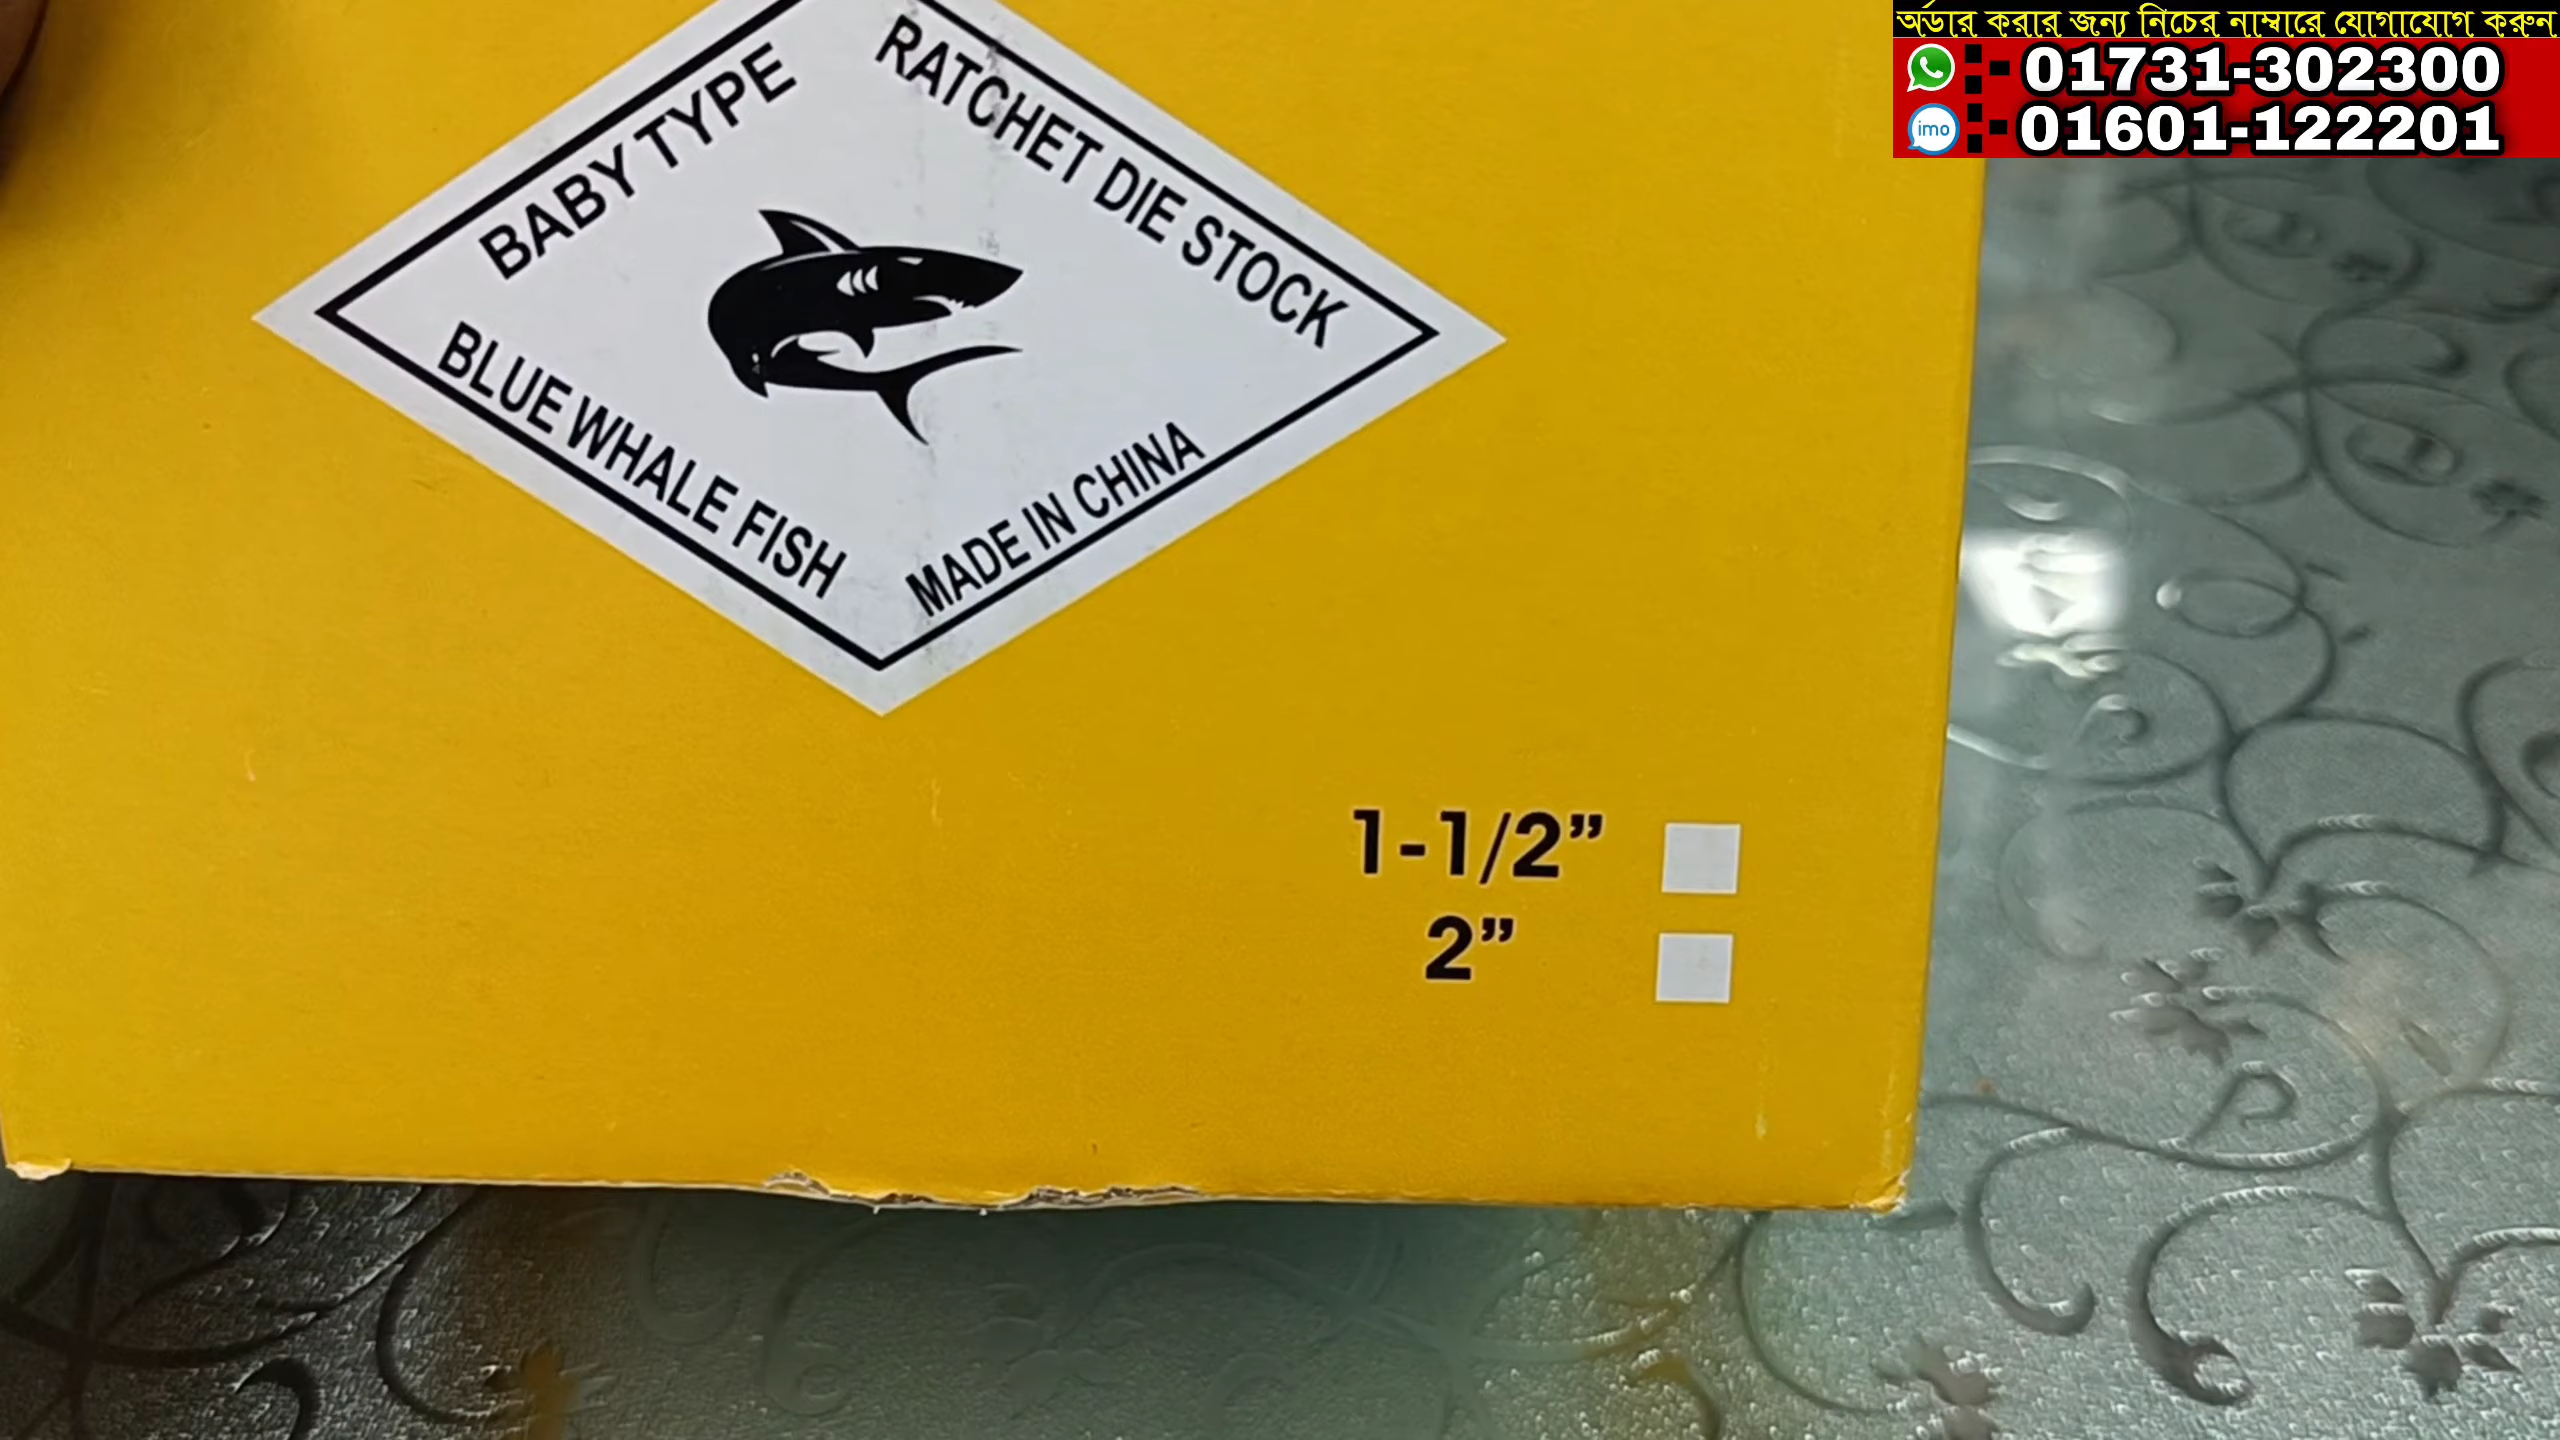 অর্ডার করার জন্য নিচের নাম্বারে যোগাযোগ করুন
:- 01731-302300
imo :- 01601-122201
BABY TYPE
RATCHET DIE STOCK
BLUE WHALE FISH
MADE IN CHINA
1-1/2”
2”